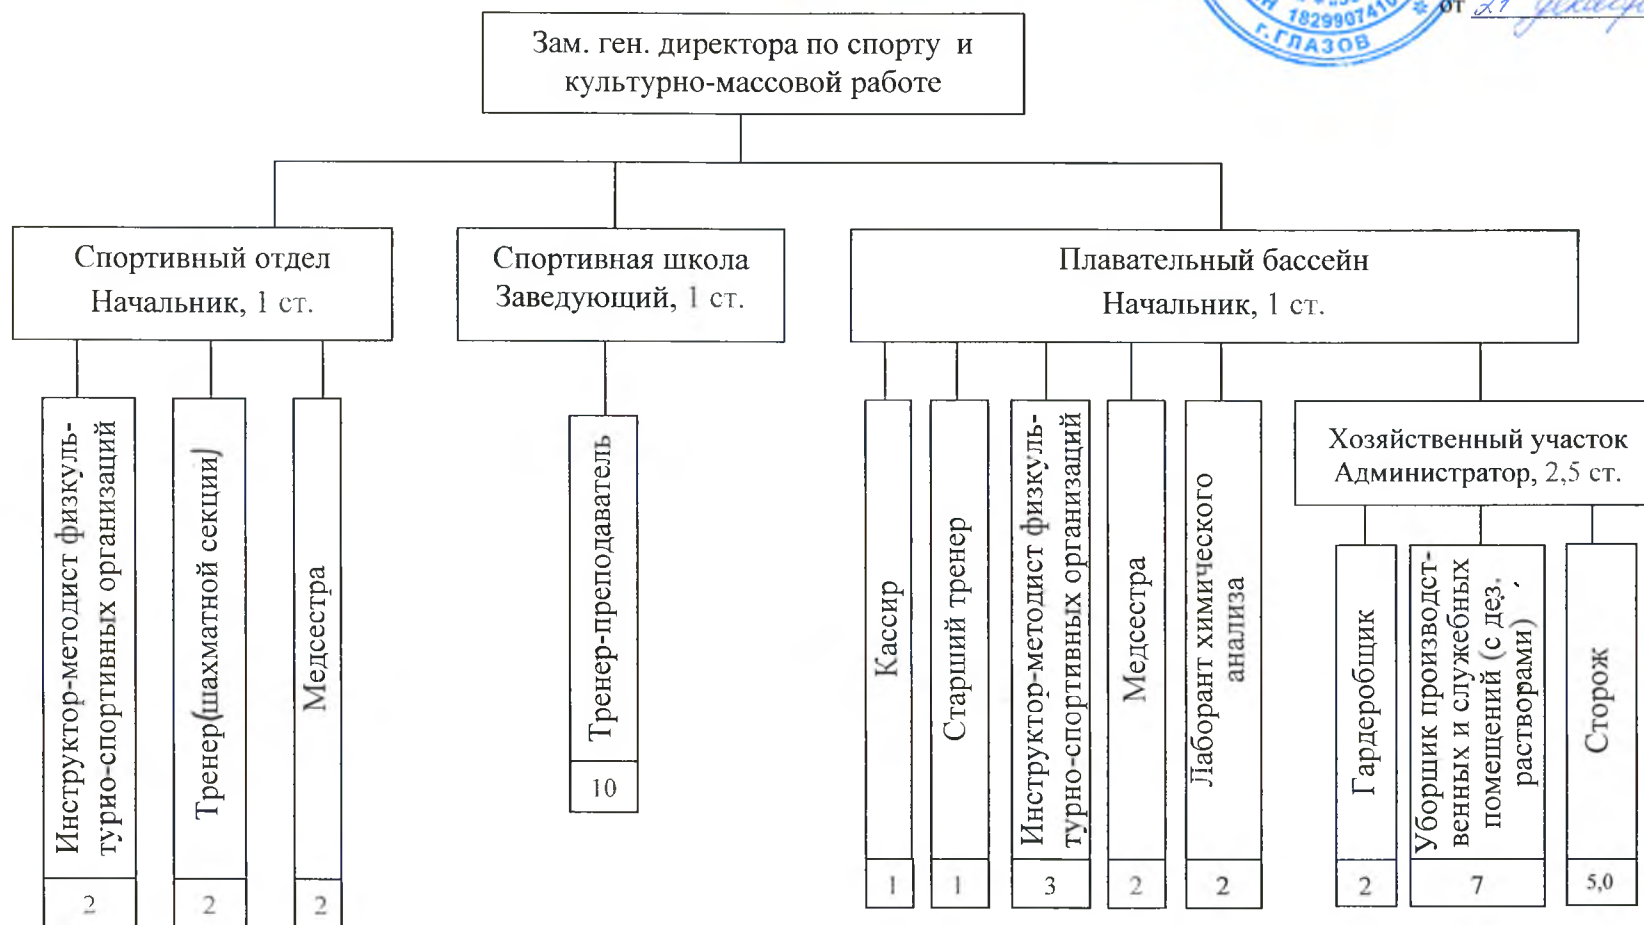 1829907410
г.ГЛАЗОВ
от 21
Зам. ген. директора по спорту и
культурно-массовой работе
Спортивный отдел
Начальник, 1 ст.
Спортивная школа
Заведующий, 1 ст.
Плавательный бассейн
Начальник, 1 ст.
Инструктор-методист физкуль-
турио-спортивных организаций
2
Тренер(шахматной секции)
2
Медсестра
2
Тренер-преподаватель
10
Кассир
1
Старший тренер
1
Инструктор-методист физкуль-
турно-спортивных организаций
3
Медсестра
2
Лаборант химического
анализа
2
Хозяйственный участок
Администратор, 2,5 ст.
Гардеробщик
2
Уборщик производст-
венных и служебных
помещений (с дез.
растворами)
7
Сторож
5,0